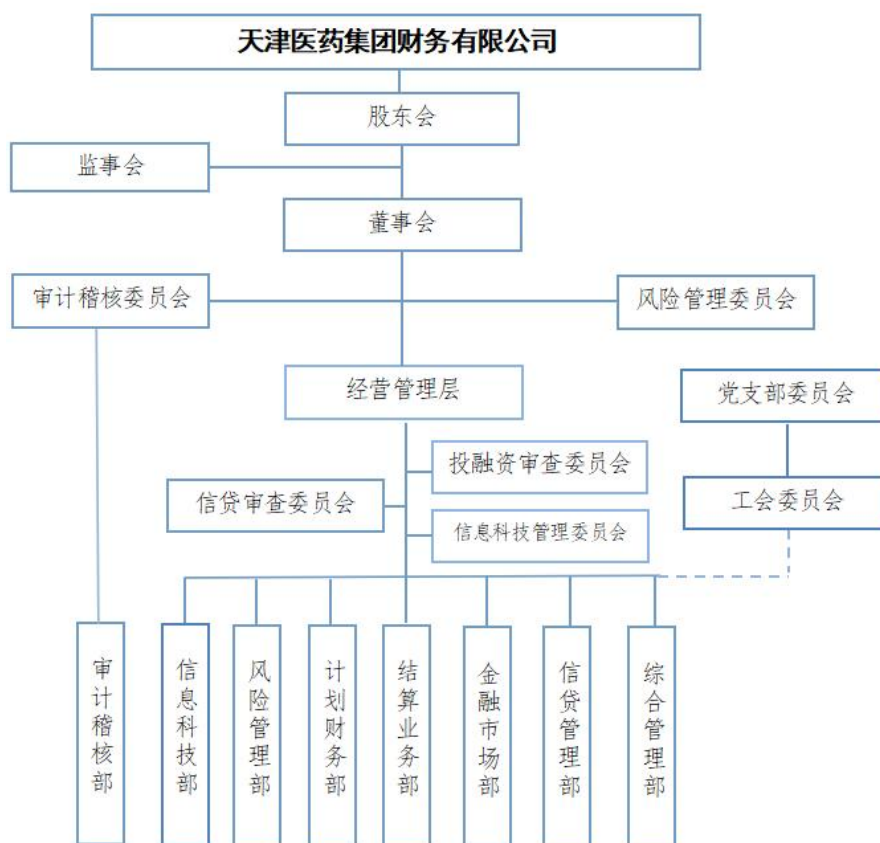 天津医药集团财务有限公司
股东会
监事会
董事会
审计稽核委员会
风险管理委员会
经营管理层
党支部委员会
投融资审查委员会
信贷审查委员会
工会委员会
信息科技管理委员会
审计稽核部
信息科技部
风险管理部
计划财务部
结算业务部
金融市场部
信贷管理部
综合管理部